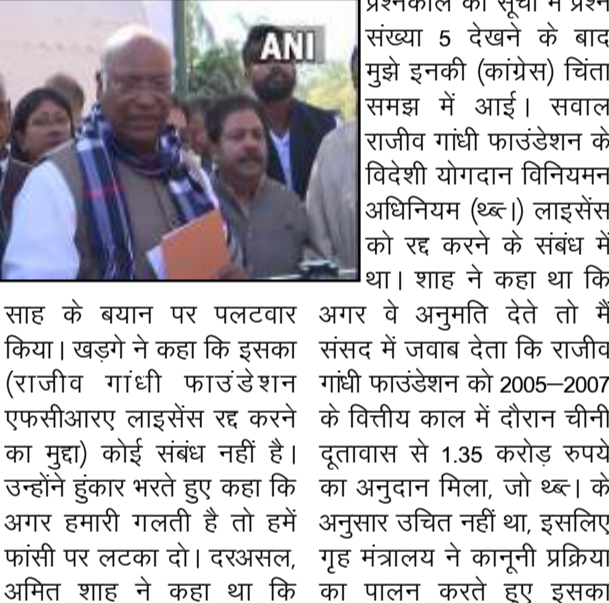 ANI
साह के बयान पर पलटवार
किया। खड़गे ने कहा कि इसका
(राजीव गांधी फाउंडेशन
एफसीआरए लाइसेंस रद्द करने
का मुद्दा) कोई संबंध नहीं है।
उन्होंने हुंकार भरते हुए कहा कि
अगर हमारी गलती है तो हमें
फांसी पर लटका दो। दरअसल,
अमित शाह ने कहा था कि
प्रश्नकाल की सूची में प्रश्न
संख्या 5 देखने के बाद
मुझे इनकी (कांग्रेस) चिंता
समझ में आई। सवाल
राजीव गांधी फाउंडेशन के
विदेशी योगदान विनियमन
अधिनियम (थ्ब्त्।) लाइसेंस
को रद्द करने के संबंध में
था। शाह ने कहा था कि
अगर वे अनुमति देते तो मैं
संसद में जवाब देता कि राजीव
गांधी फाउंडेशन को 2005–2007
के वित्तीय काल में दौरान चीनी
दूतावास से 1.35 करोड़ रुपये
का अनुदान मिला, जो थ्ब्त्। के
अनुसार उचित नहीं था, इसलिए
गृह मंत्रालय ने कानूनी प्रक्रिया
का पालन करते हुए इसका